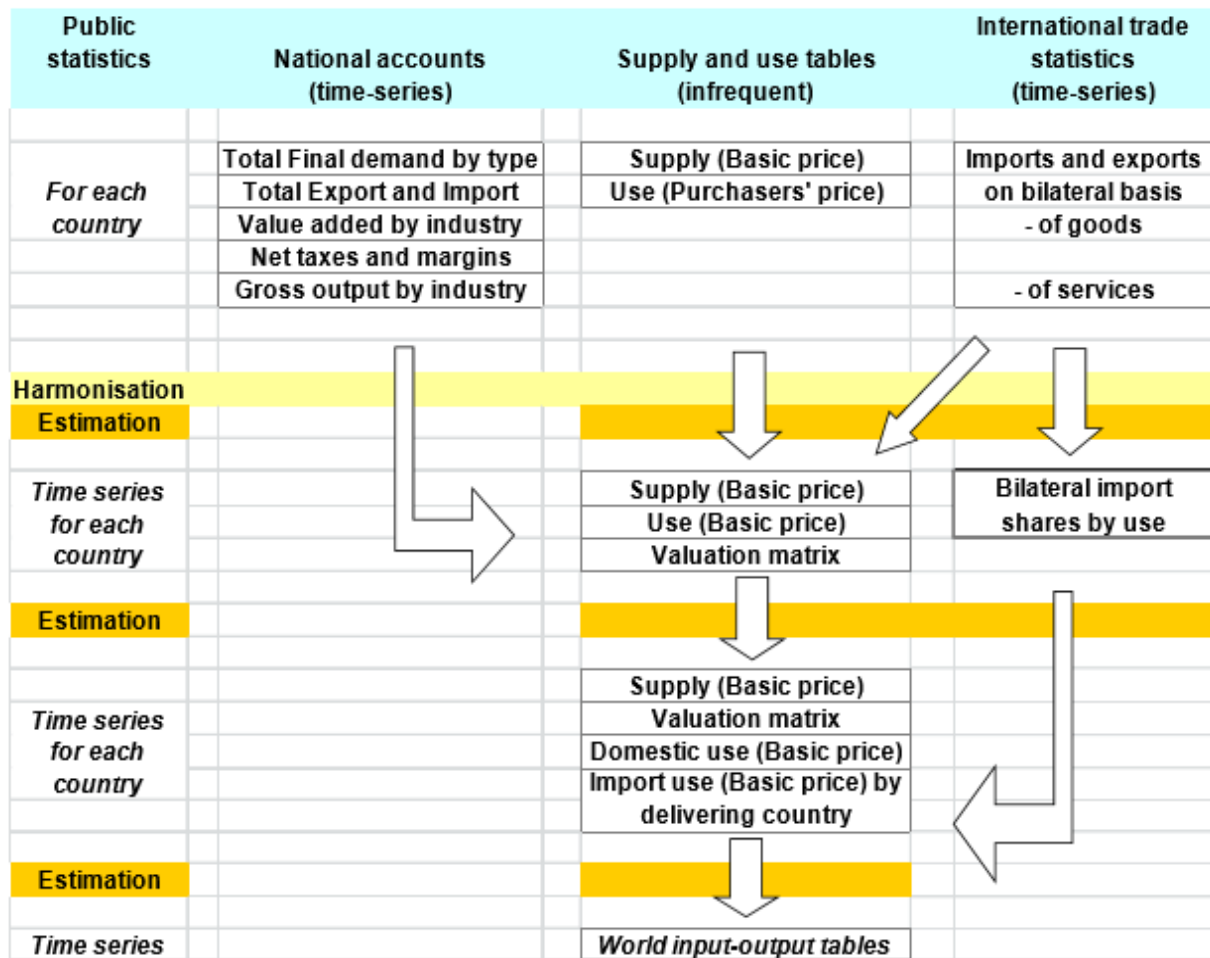 Public
statistics
National accounts
(time-series)
Supply and use tables
(infrequent)
International trade
statistics
(time-series)
For each
country
Total Final demand by type
Total Export and Import
Value added by industry
Net taxes and margins
Gross output by industry
Supply (Basic price)
Use (Purchasers' price)
Imports and exports
on bilateral basis
- of goods
- of services
Harmonisation
Estimation
Time series
for each
country
Supply (Basic price)
Use (Basic price)
Valuation matrix
Bilateral import
shares by use
Estimation
Time series
for each
country
Supply (Basic price)
Valuation matrix
Domestic use (Basic price)
Import use (Basic price) by
delivering country
Estimation
Time series
World input-output tables